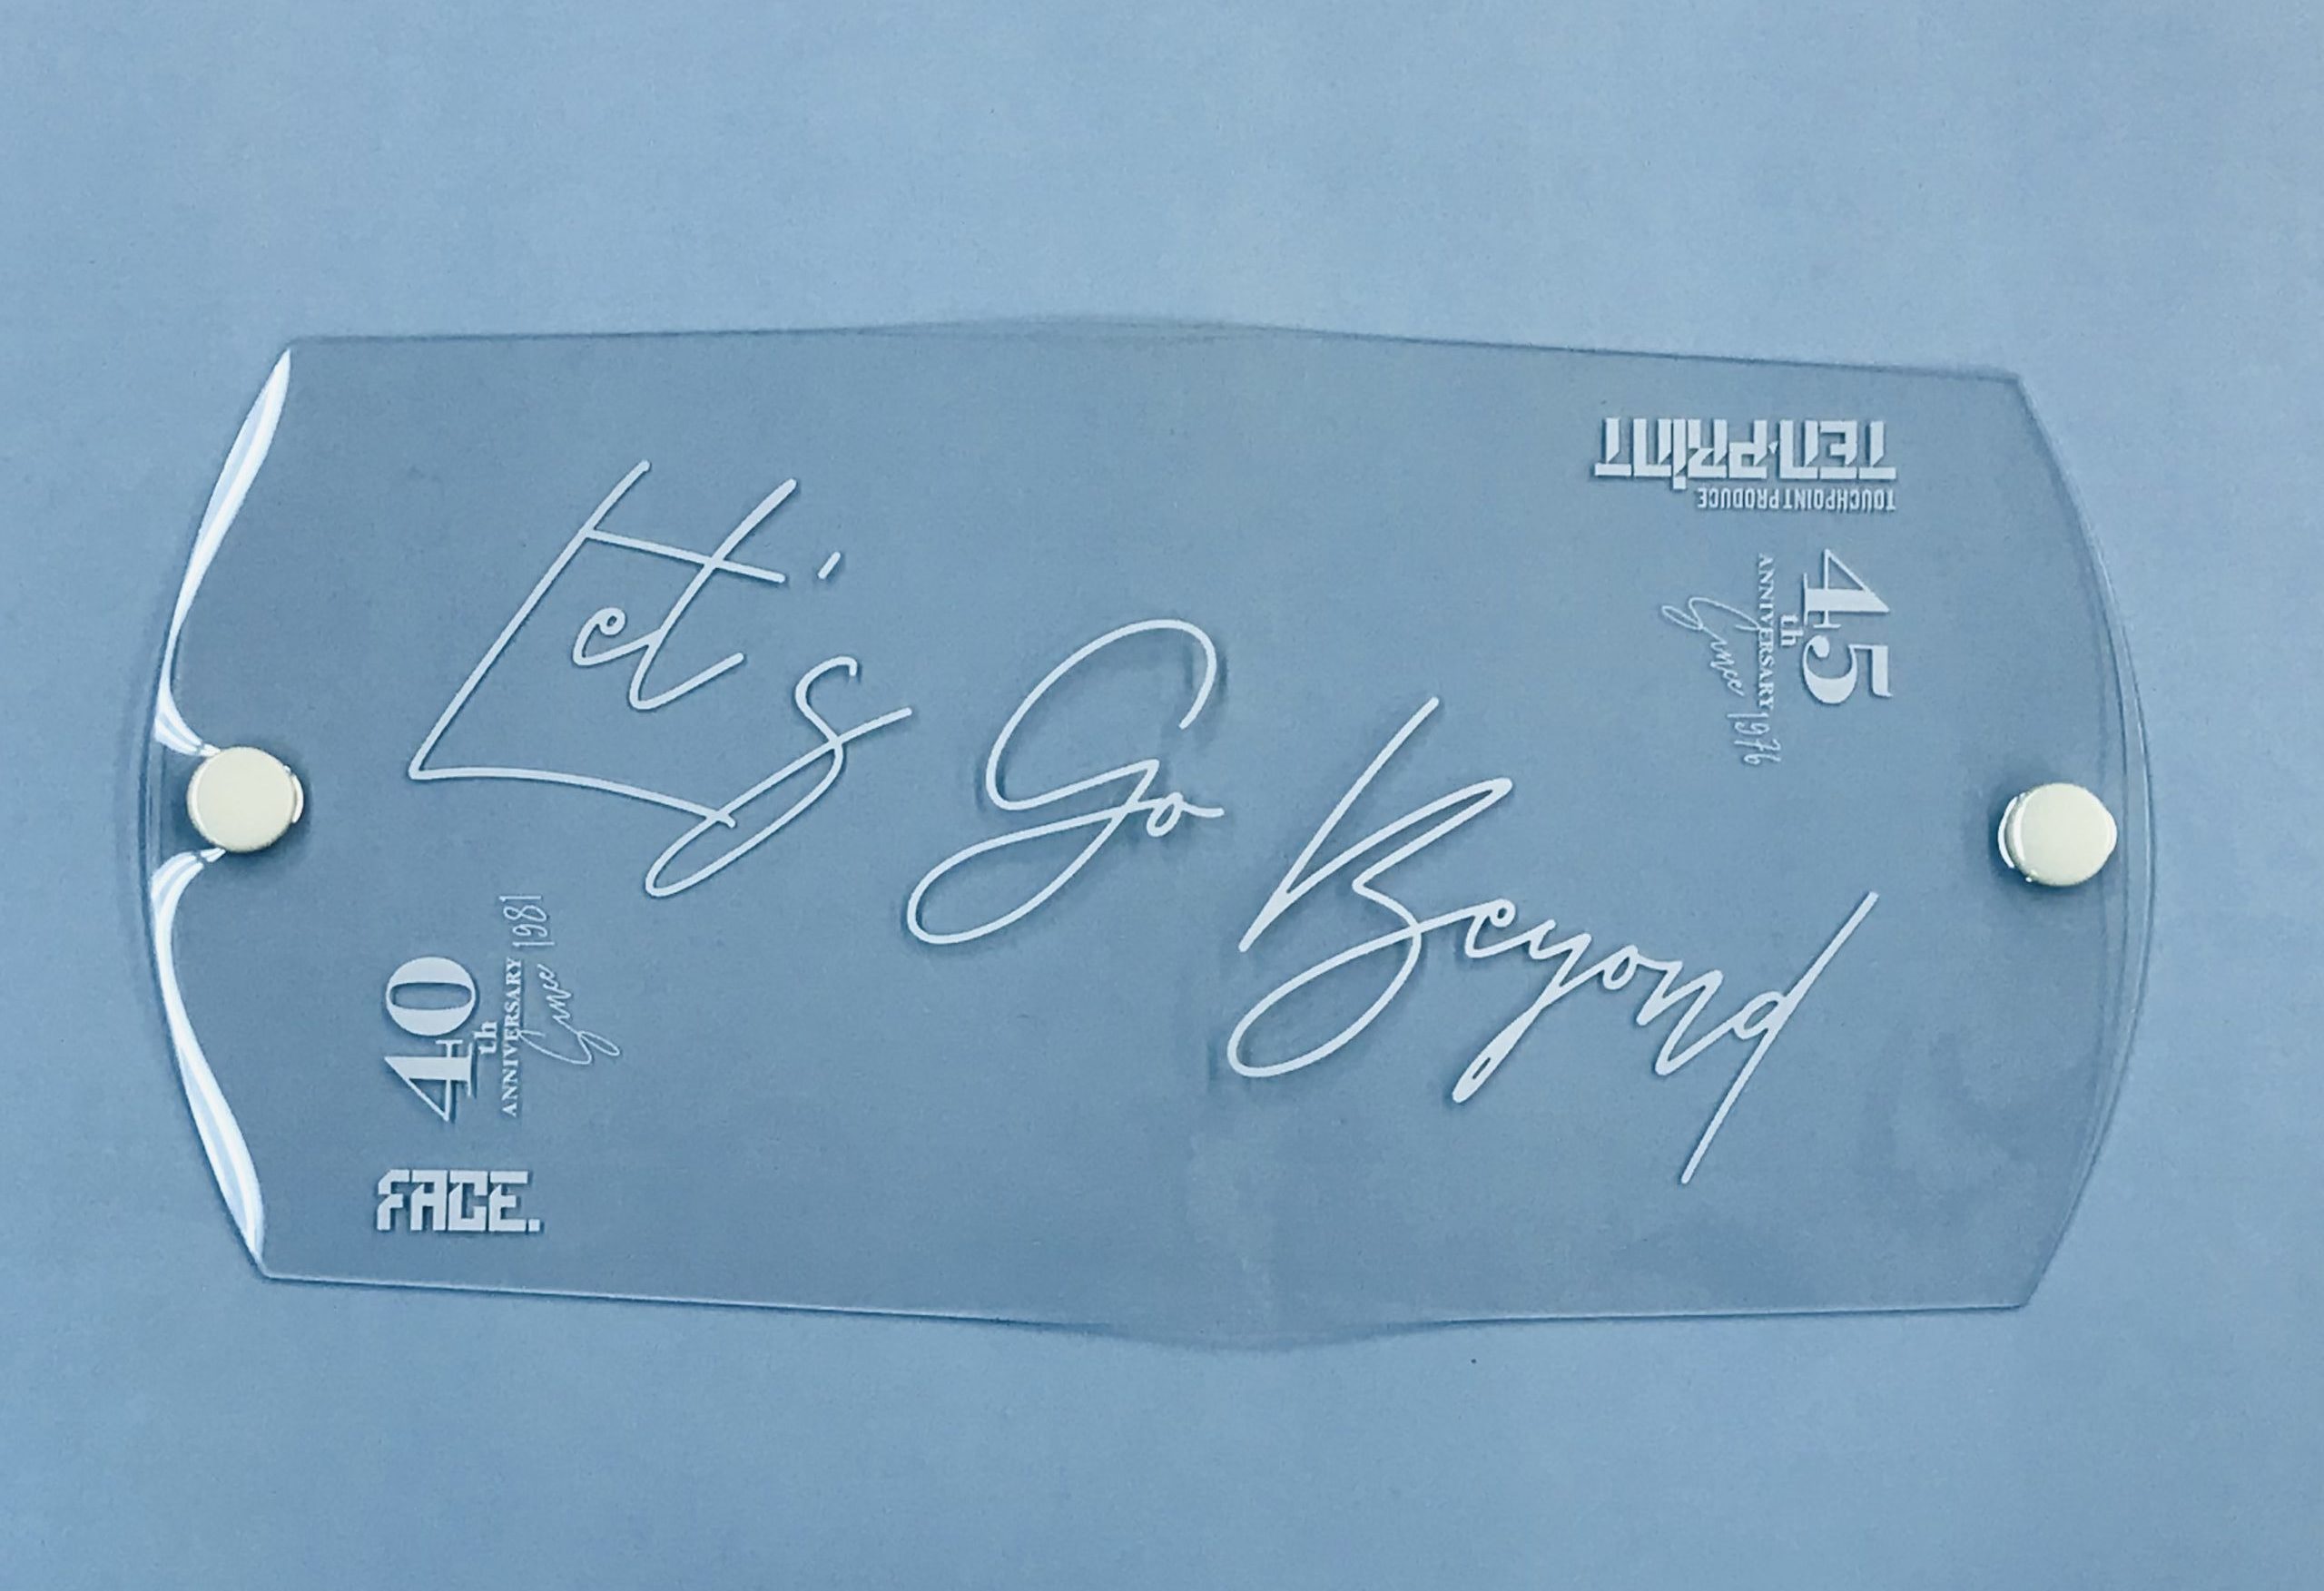 Let's Go Beyond
TEN-PRINT
TOUCHPOINT PRODUCE
45th
ANNIVERSARY
Since 1976
40th
ANNIVERSARY
Since 1981
FACE.